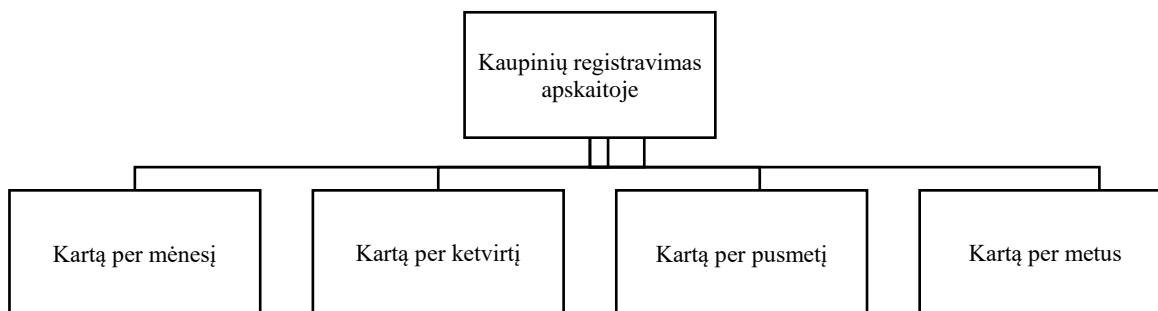 Kaupinių registravimas
apskaitoje
Kartą per mėnesį
Kartą per ketvirtį
Kartą per pusmetį
Kartą per metus